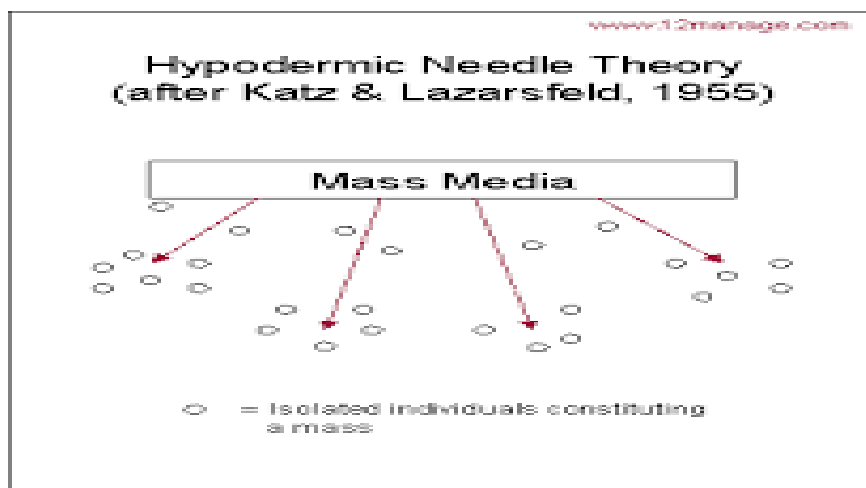 www.12manage.com
Hypodermic Needle Theory
(after Katz & Lazarsfeld, 1955)
Mass Media
= Isolated individuals constituting
a mass